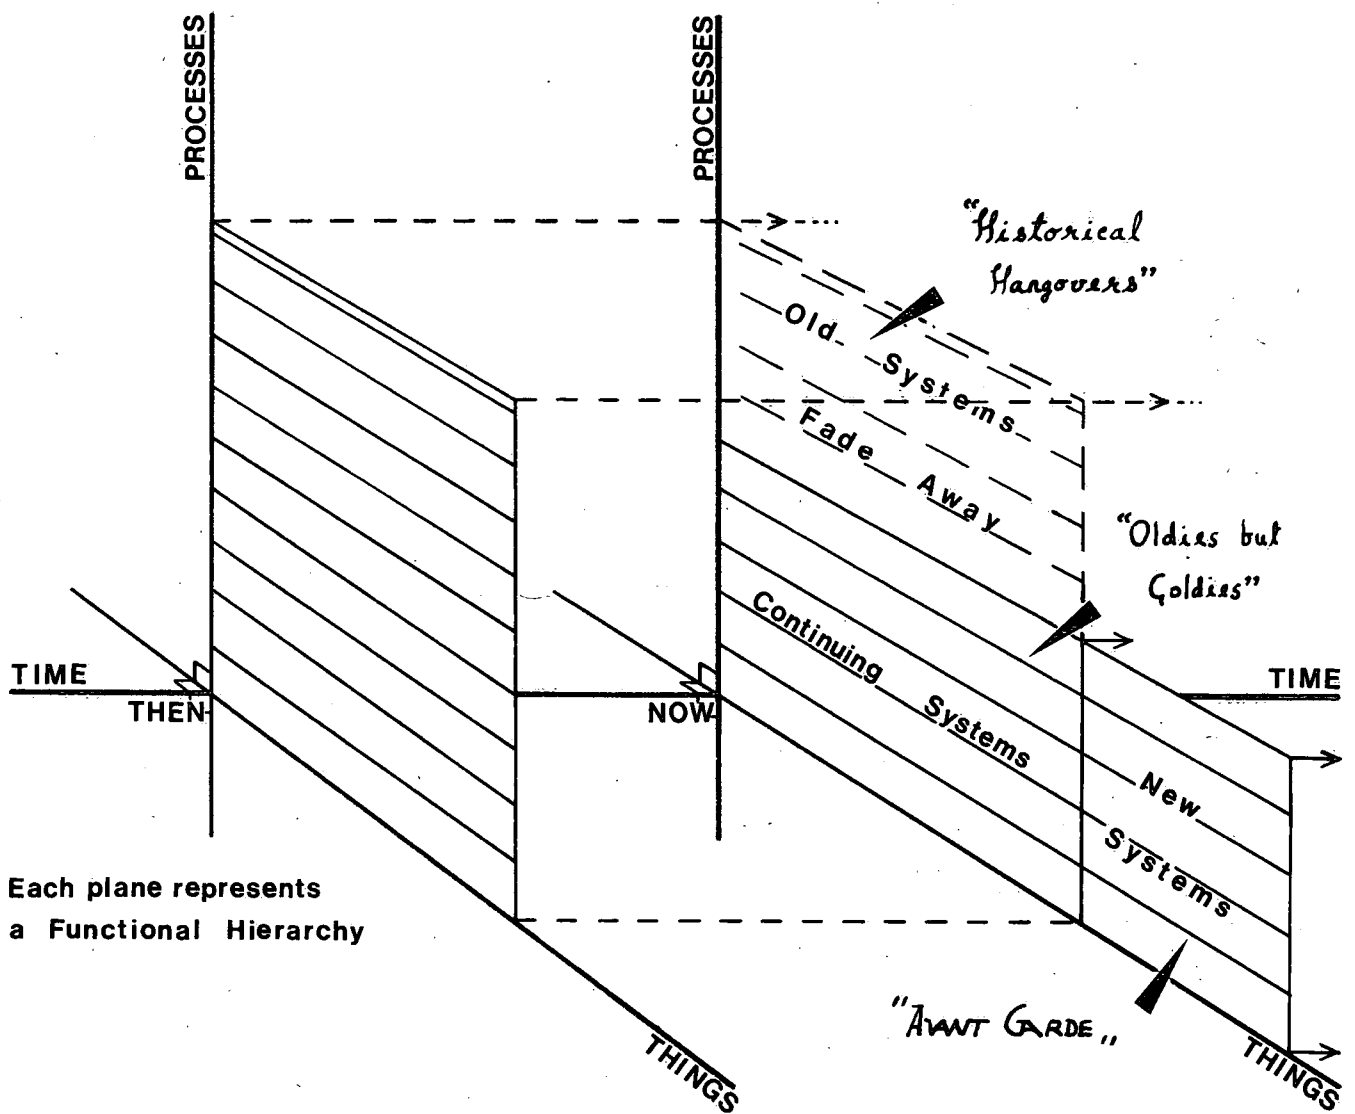 PROCESSES
PROCESSES
"Historical
Hangovers"
Old Systems
Fade Away
"Oldies but
Goldies"
Continuing Systems
TIME
TIME
THEN
NOW
New
Systems
Each plane represents
a Functional Hierarchy
"AVANT GARDE"
THINGS
THINGS